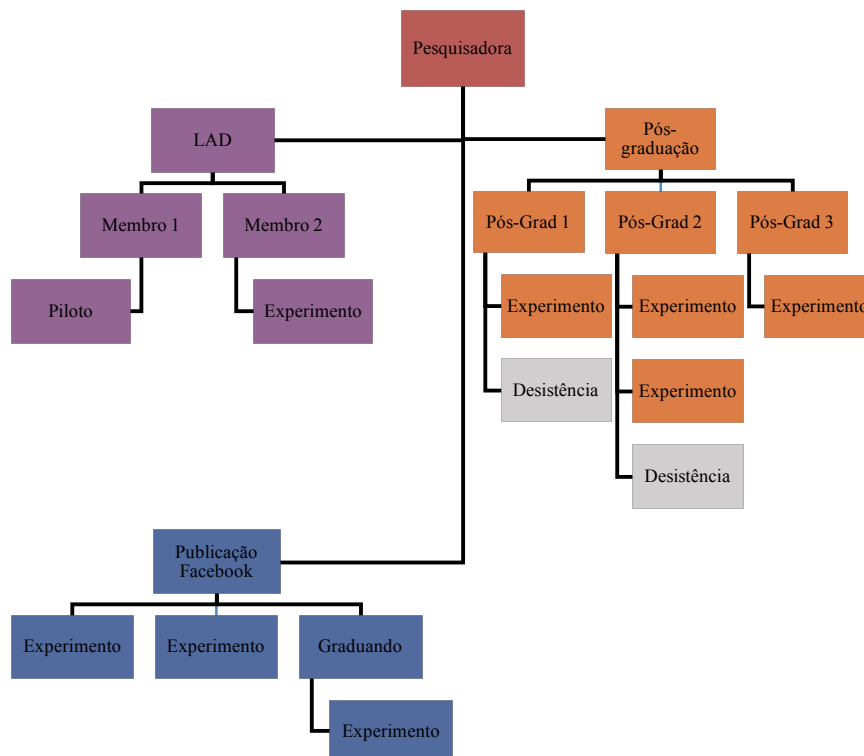 Pesquisadora
LAD
Pós-
graduação
Membro 1
Membro 2
Pós-Grad 1
Pós-Grad 2
Pós-Grad 3
Piloto
Experimento
Experimento
Experimento
Experimento
Desistência
Experimento
Desistência
Publicação
Facebook
Experimento
Experimento
Graduando
Experimento